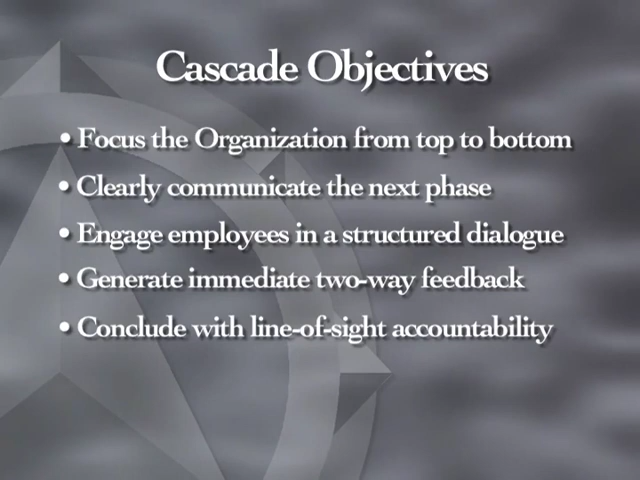 Cascade Objectives
• Focus the Organization from top to bottom
• Clearly communicate the next phase
• Engage employees in a structured dialogue
• Generate immediate two-way feedback
• Conclude with line-of-sight accountability